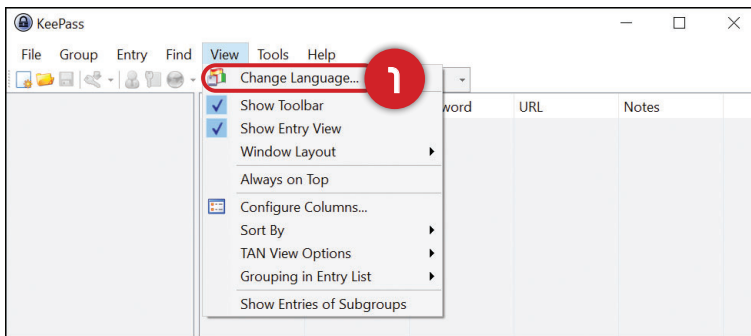 KeePass
File Group Entry Find View Tools Help
Change Language... ١
Show Toolbar word URL Notes
Show Entry View
Window Layout
Always on Top
Configure Columns...
Sort By
TAN View Options
Grouping in Entry List
Show Entries of Subgroups